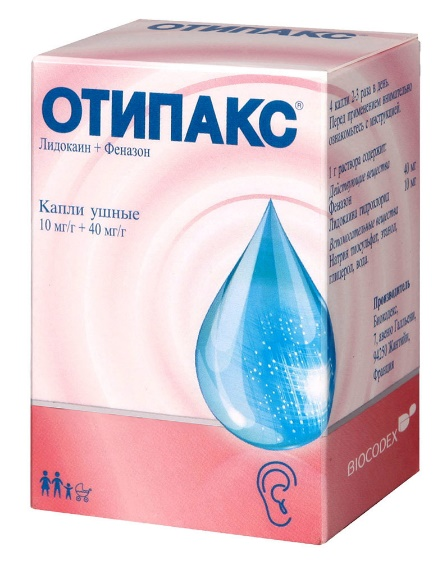 ОТИПАКС®
Лидокаин + Феназон
Капли ушные
10 мг/г + 40 мг/г
4 капли 2-3 раза в день.
Перед применением внимательно
ознакомьтесь с инструкцией.
1 г раствора содержит:
Действующие вещества
Феназон 40 мг
Лидокаина гидрохлорид 10 мг
Вспомогательные вещества
Натрия тиосульфат, этанол,
глицерол, вода.
Производитель
Биокодекс,
7, авеню Галлиени,
94250 Жантийи,
Франция
BIOCODEX